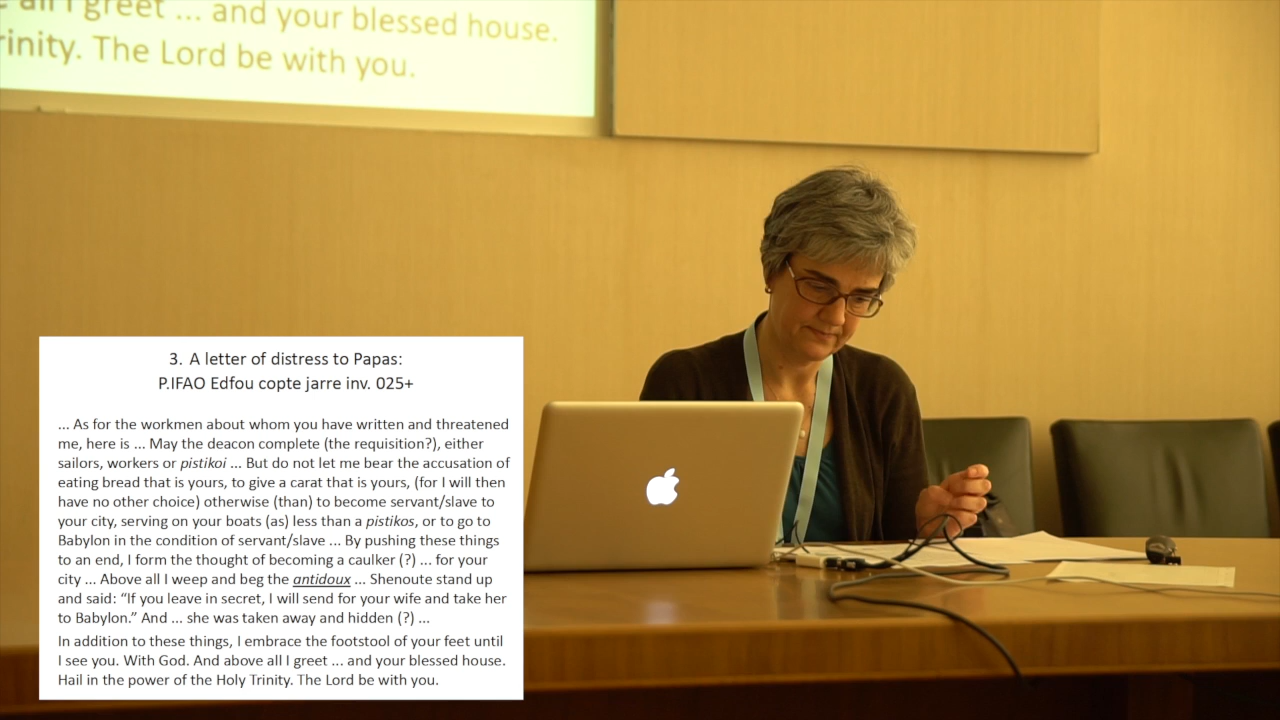 all I greet ... and your blessed house.
rinity. The Lord be with you.
3. A letter of distress to Papas:
P.IFAO Edfou copte jarre inv. 025+
... As for the workmen about whom you have written and threatened
me, here is ... May the deacon complete (the requisition?), either
sailors, workers or pistikoi ... But do not let me bear the accusation of
eating bread that is yours, to give a carat that is yours, (for I will then
have no other choice) otherwise (than) to become servant/slave to
your city, serving on your boats (as) less than a pistikos, or to go to
Babylon in the condition of servant/slave ... By pushing these things
to an end, I form the thought of becoming a caulker (?) ... for your
city ... Above all I weep and beg the antidoux ... Shenoute stand up
and said: “If you leave in secret, I will send for your wife and take her
to Babylon.” And ... she was taken away and hidden (?) ...
In addition to these things, I embrace the footstool of your feet until
I see you. With God. And above all I greet ... and your blessed house.
Hail in the power of the Holy Trinity. The Lord be with you.